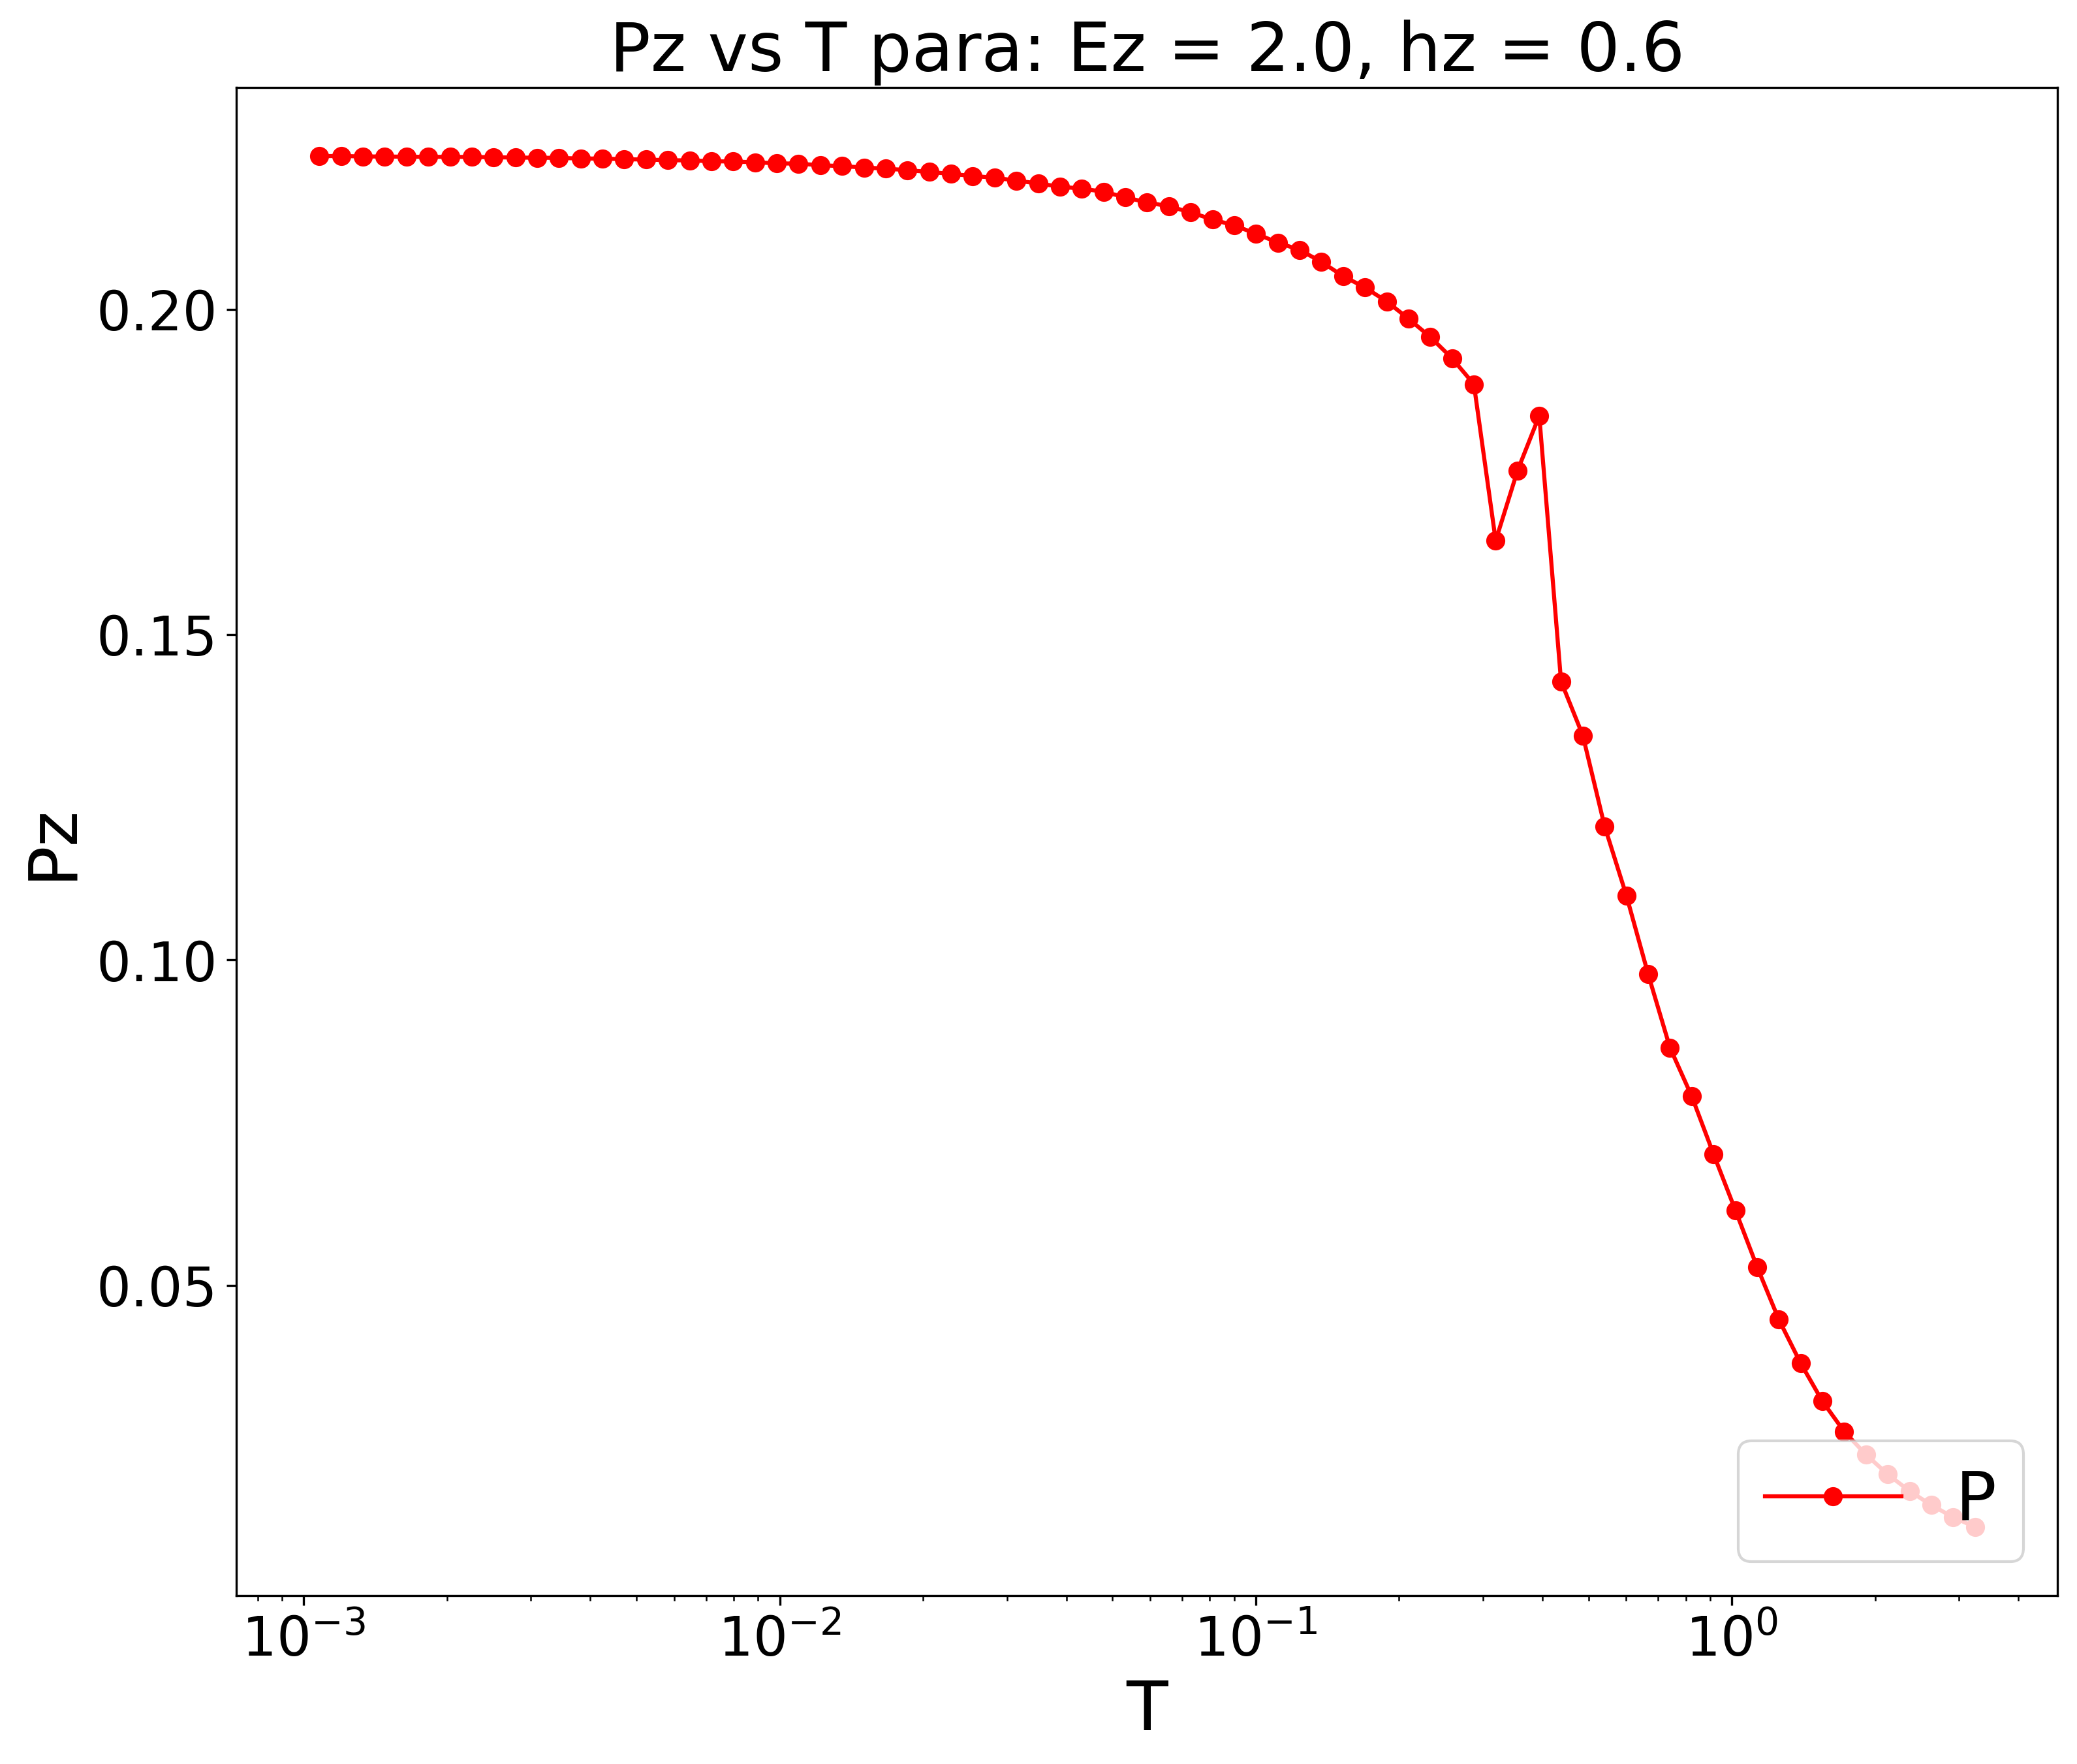 Pz vs T para: Ez = 2.0, hz = 0.6
Pz
0.20
0.15
0.10
0.05
P
10⁻³ 10⁻² 10⁻¹ 10⁰
T